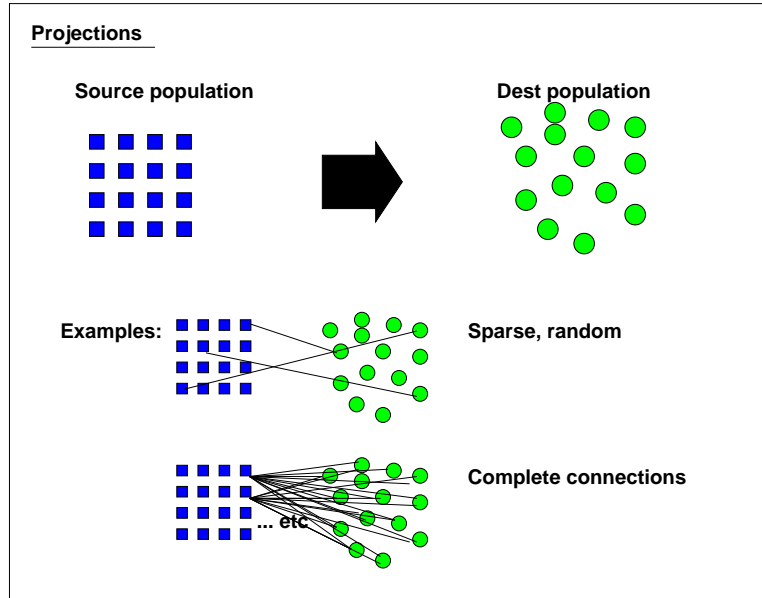 Projections
Source population
Dest population
Examples:
Sparse, random
Complete connections
... etc